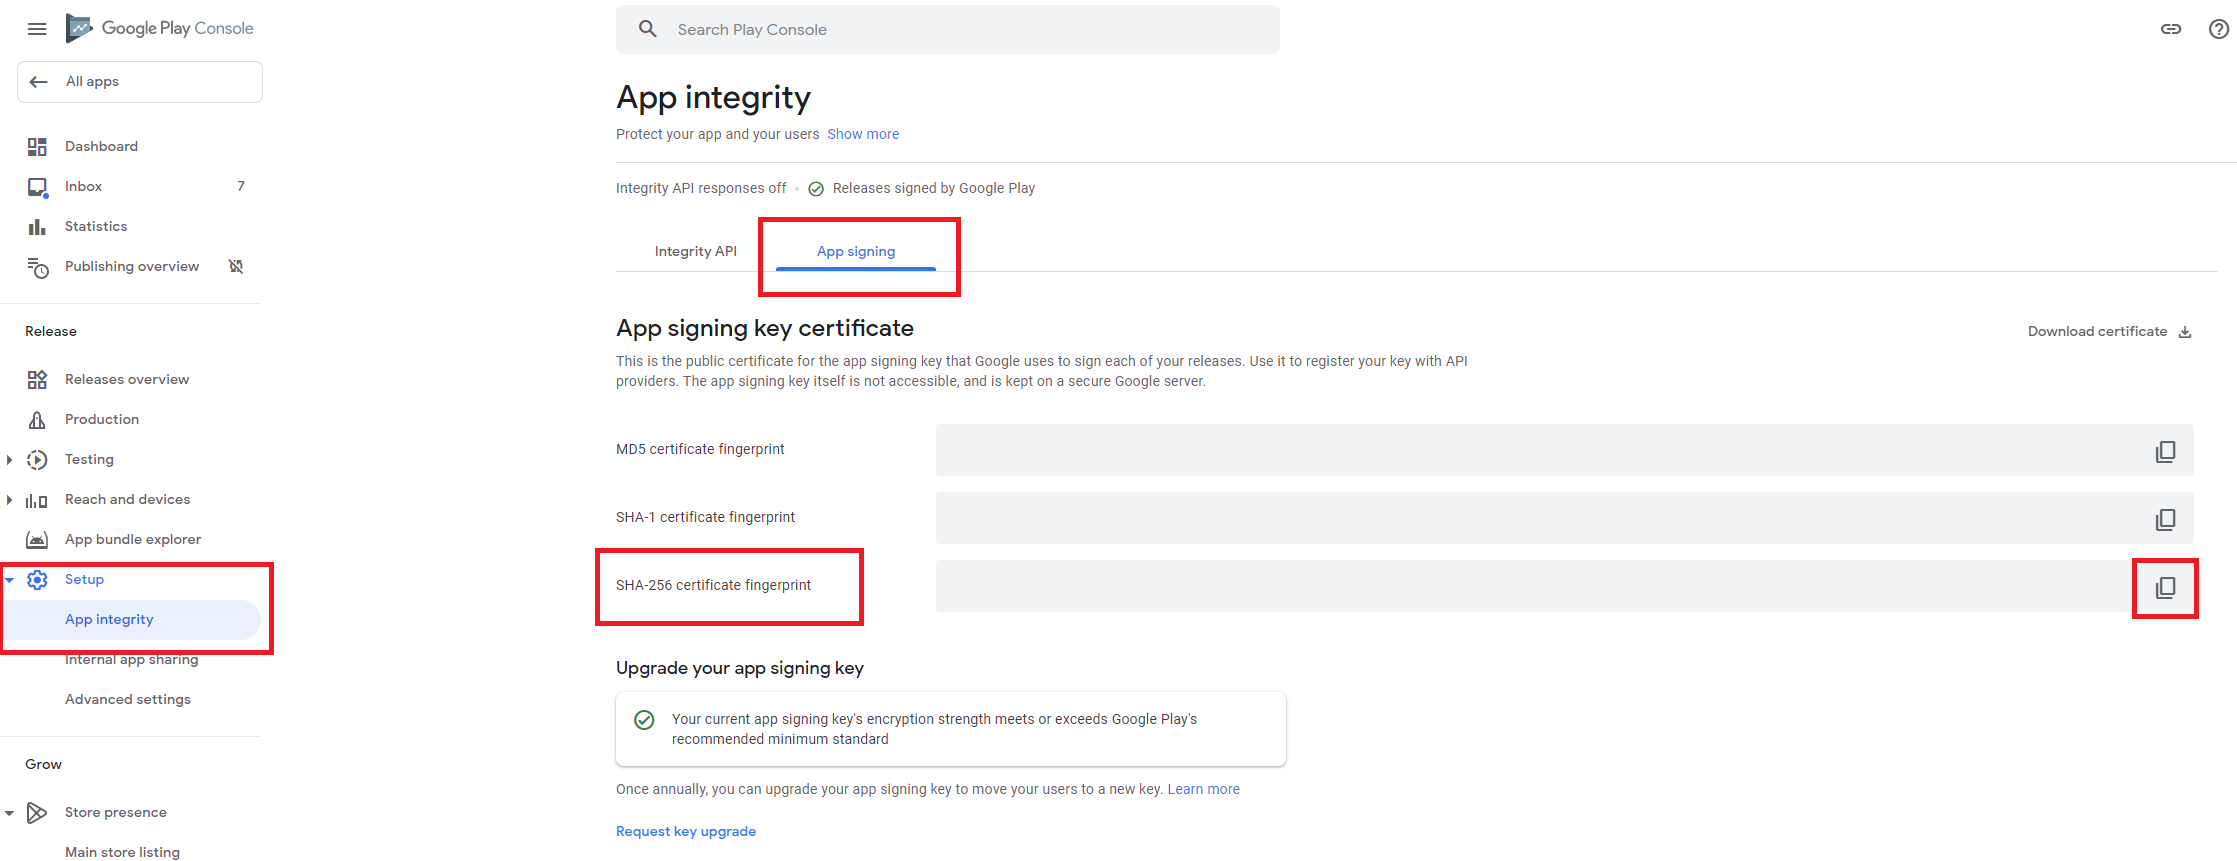 Google Play Console
Search Play Console
All apps
Dashboard
Inbox 7
Statistics
Publishing overview
Release
Releases overview
Production
Testing
Reach and devices
App bundle explorer
Setup
App integrity
Internal app sharing
Advanced settings
Grow
Store presence
Main store listing
App integrity
Protect your app and your users Show more
Integrity API responses off • Releases signed by Google Play
Integrity API
App signing
App signing key certificate
Download certificate
This is the public certificate for the app signing key that Google uses to sign each of your releases. Use it to register your key with API
providers. The app signing key itself is not accessible, and is kept on a secure Google server.
MD5 certificate fingerprint
SHA-1 certificate fingerprint
SHA-256 certificate fingerprint
Upgrade your app signing key
Your current app signing key's encryption strength meets or exceeds Google Play's
recommended minimum standard
Once annually, you can upgrade your app signing key to move your users to a new key. Learn more
Request key upgrade